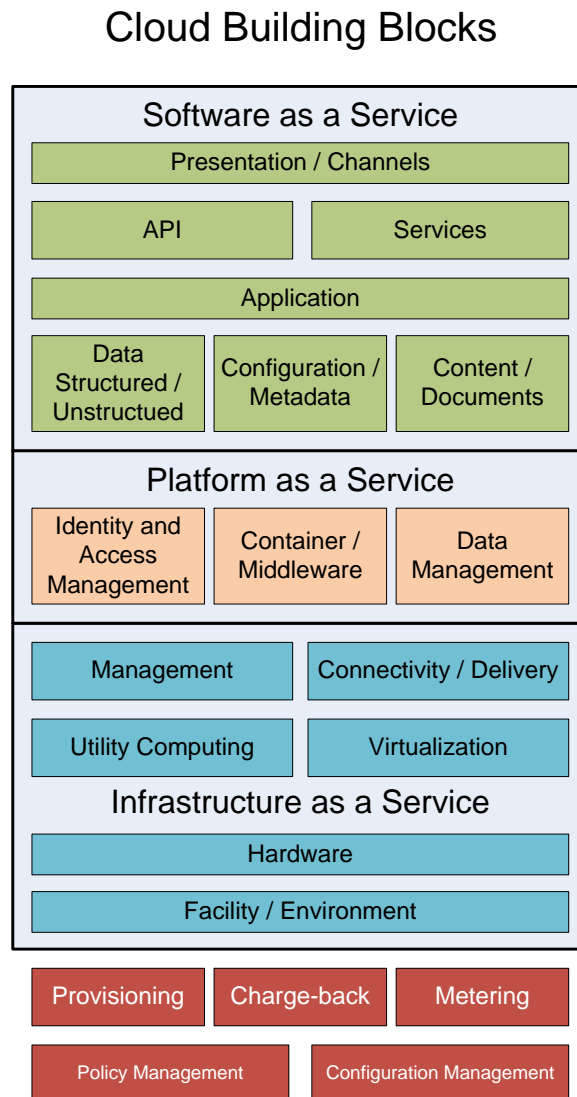 Cloud Building Blocks
Software as a Service
Presentation / Channels
API
Services
Application
Data
Structured /
Unstructued
Configuration /
Metadata
Content /
Documents
Platform as a Service
Identity and
Access
Management
Container /
Middleware
Data
Management
Management
Connectivity / Delivery
Utility Computing
Virtualization
Infrastructure as a Service
Hardware
Facility / Environment
Provisioning
Charge-back
Metering
Policy Management
Configuration Management